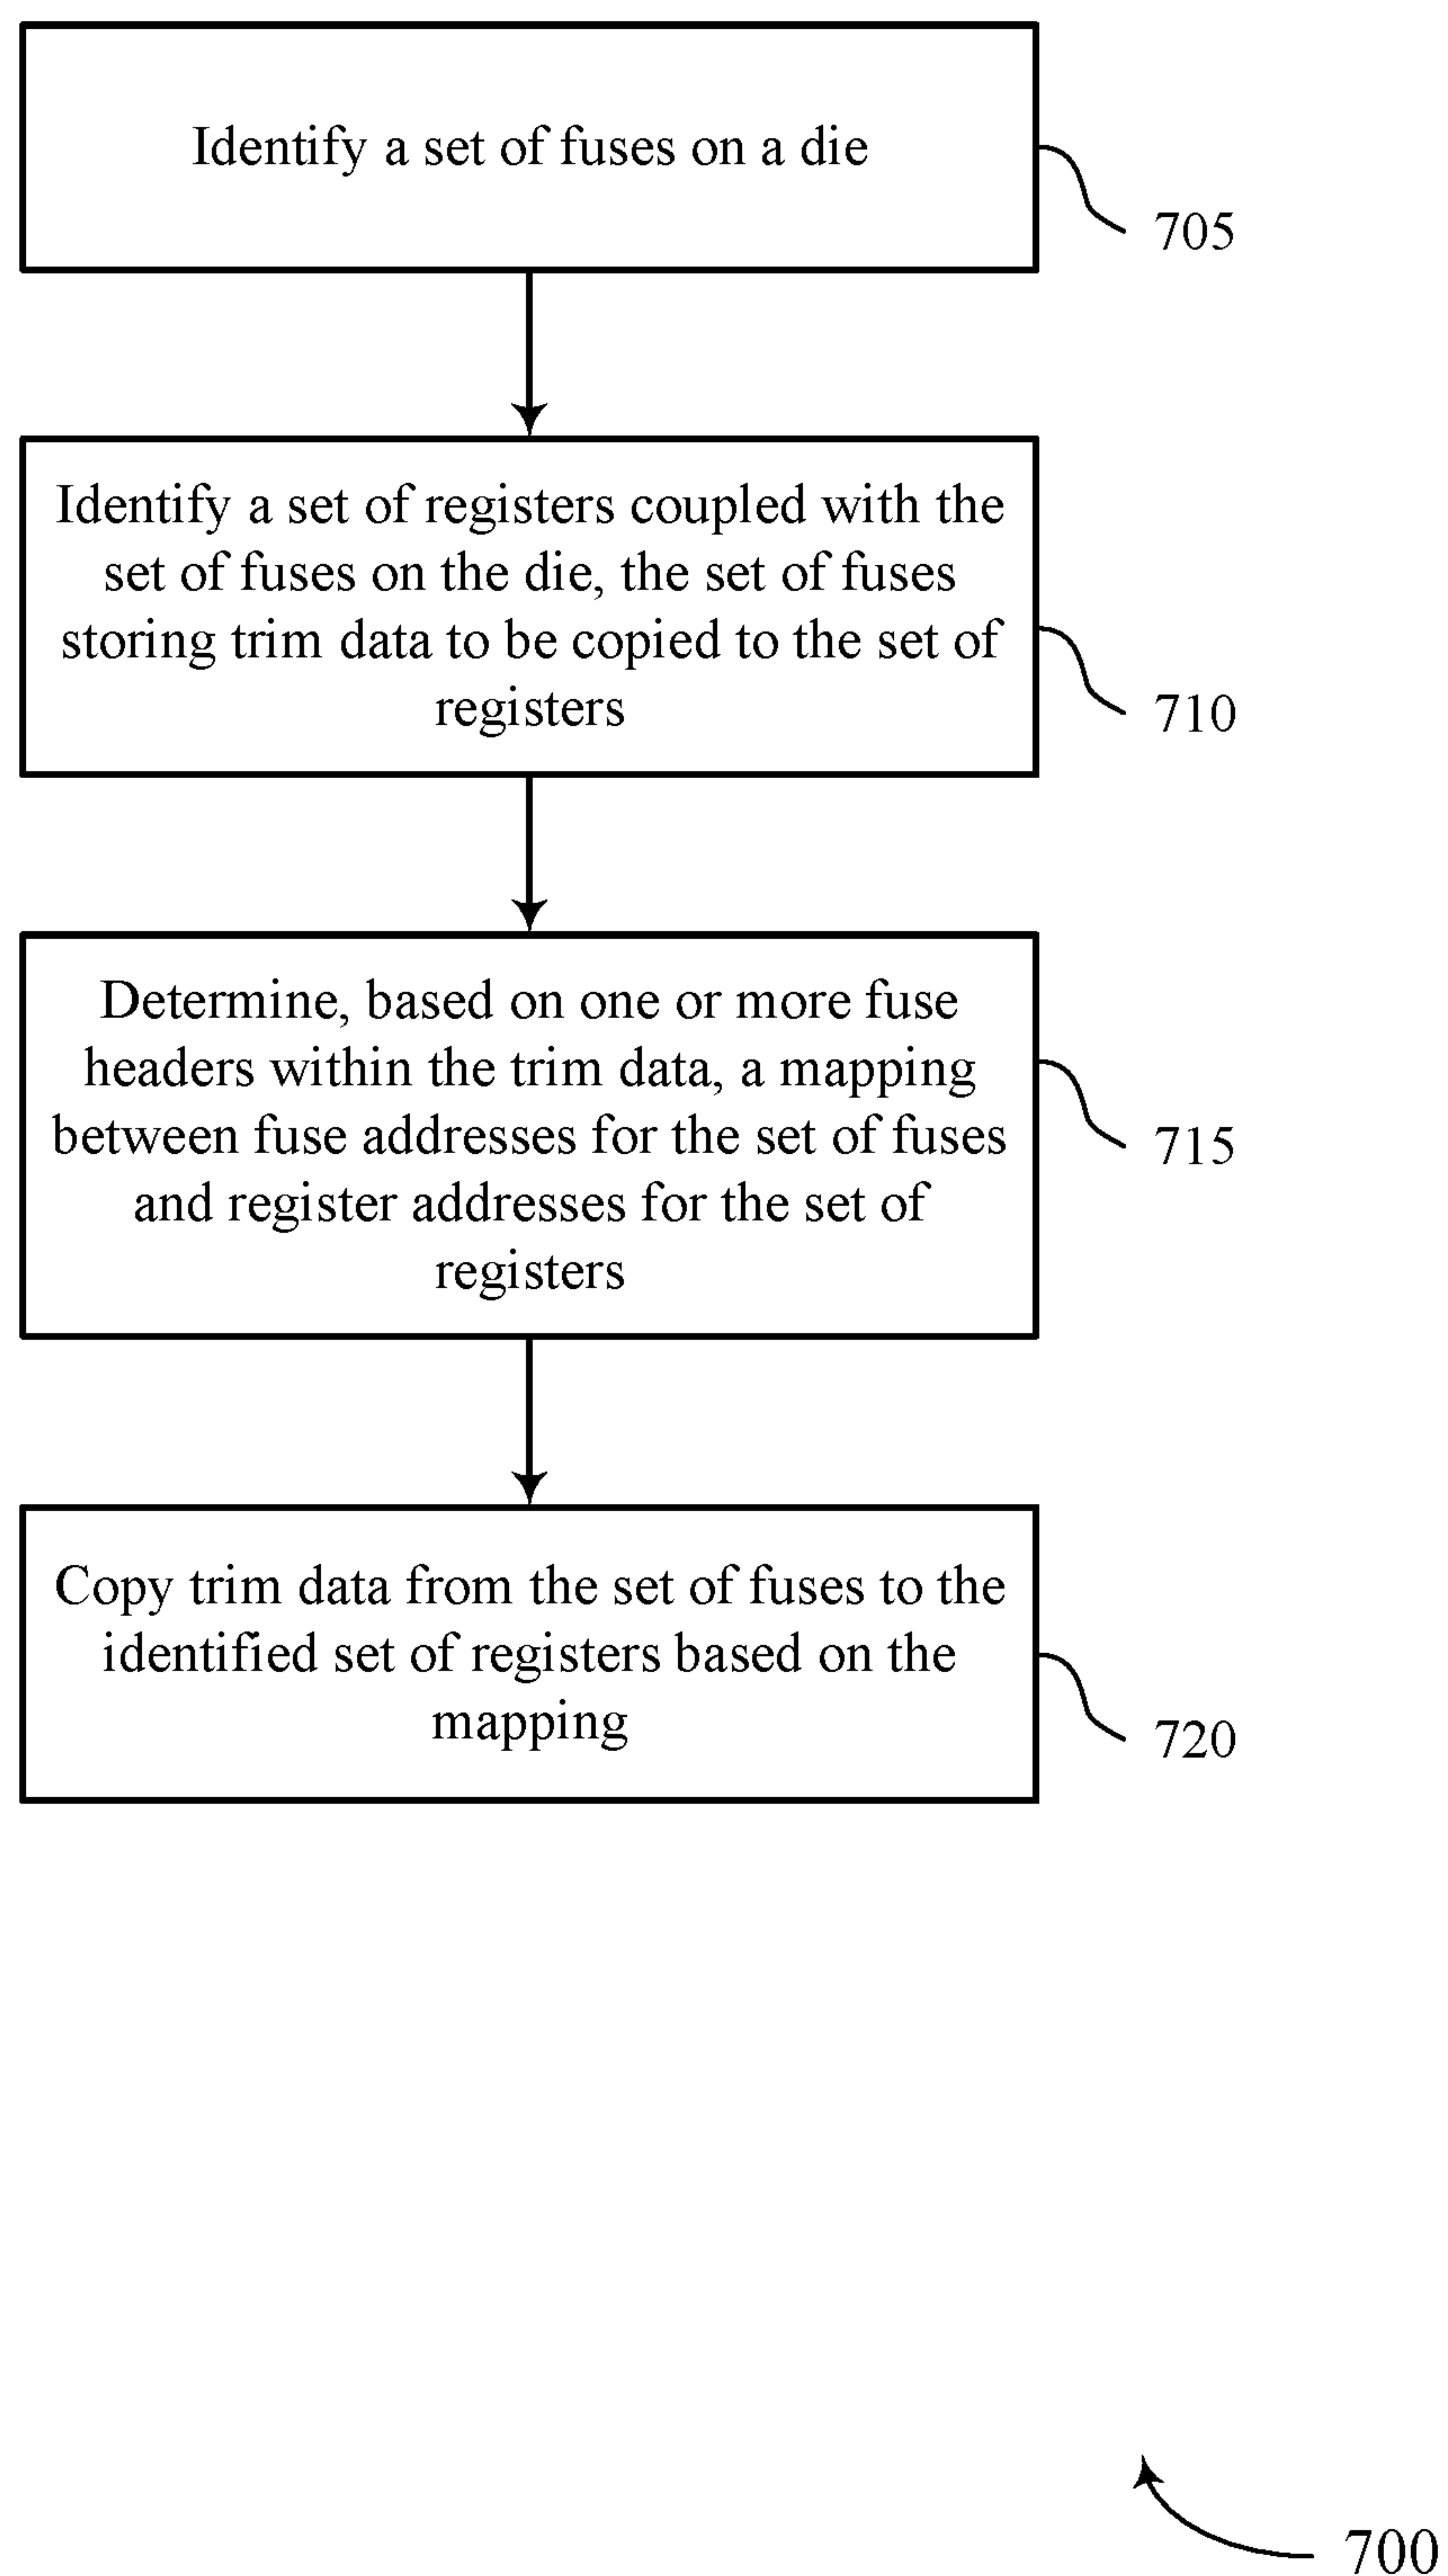 Identify a set of fuses on a die
705
Identify a set of registers coupled with the
set of fuses on the die, the set of fuses
storing trim data to be copied to the set of
registers
710
Determine, based on one or more fuse
headers within the trim data, a mapping
between fuse addresses for the set of fuses
and register addresses for the set of
registers
715
Copy trim data from the set of fuses to the
identified set of registers based on the
mapping
720
700